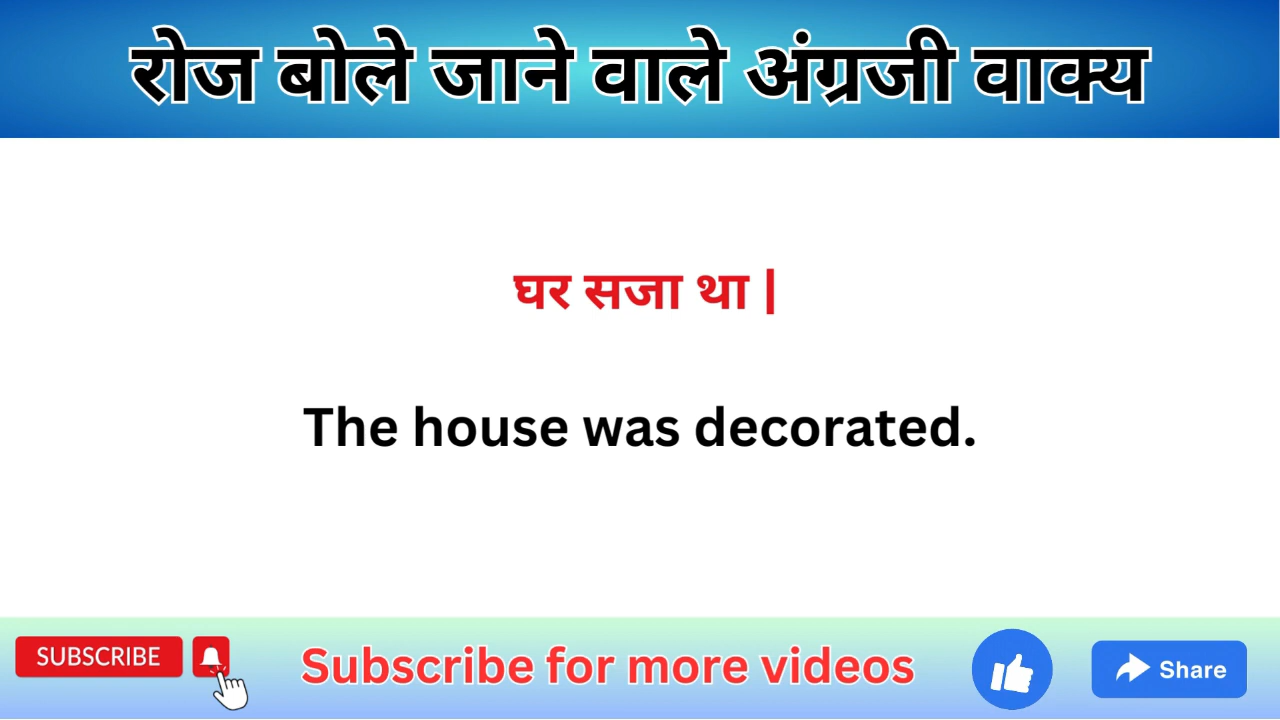 रोज बोले जाने वाले अंग्रजी वाक्य
घर सजा था |
The house was decorated.
SUBSCRIBE
Subscribe for more videos
Share